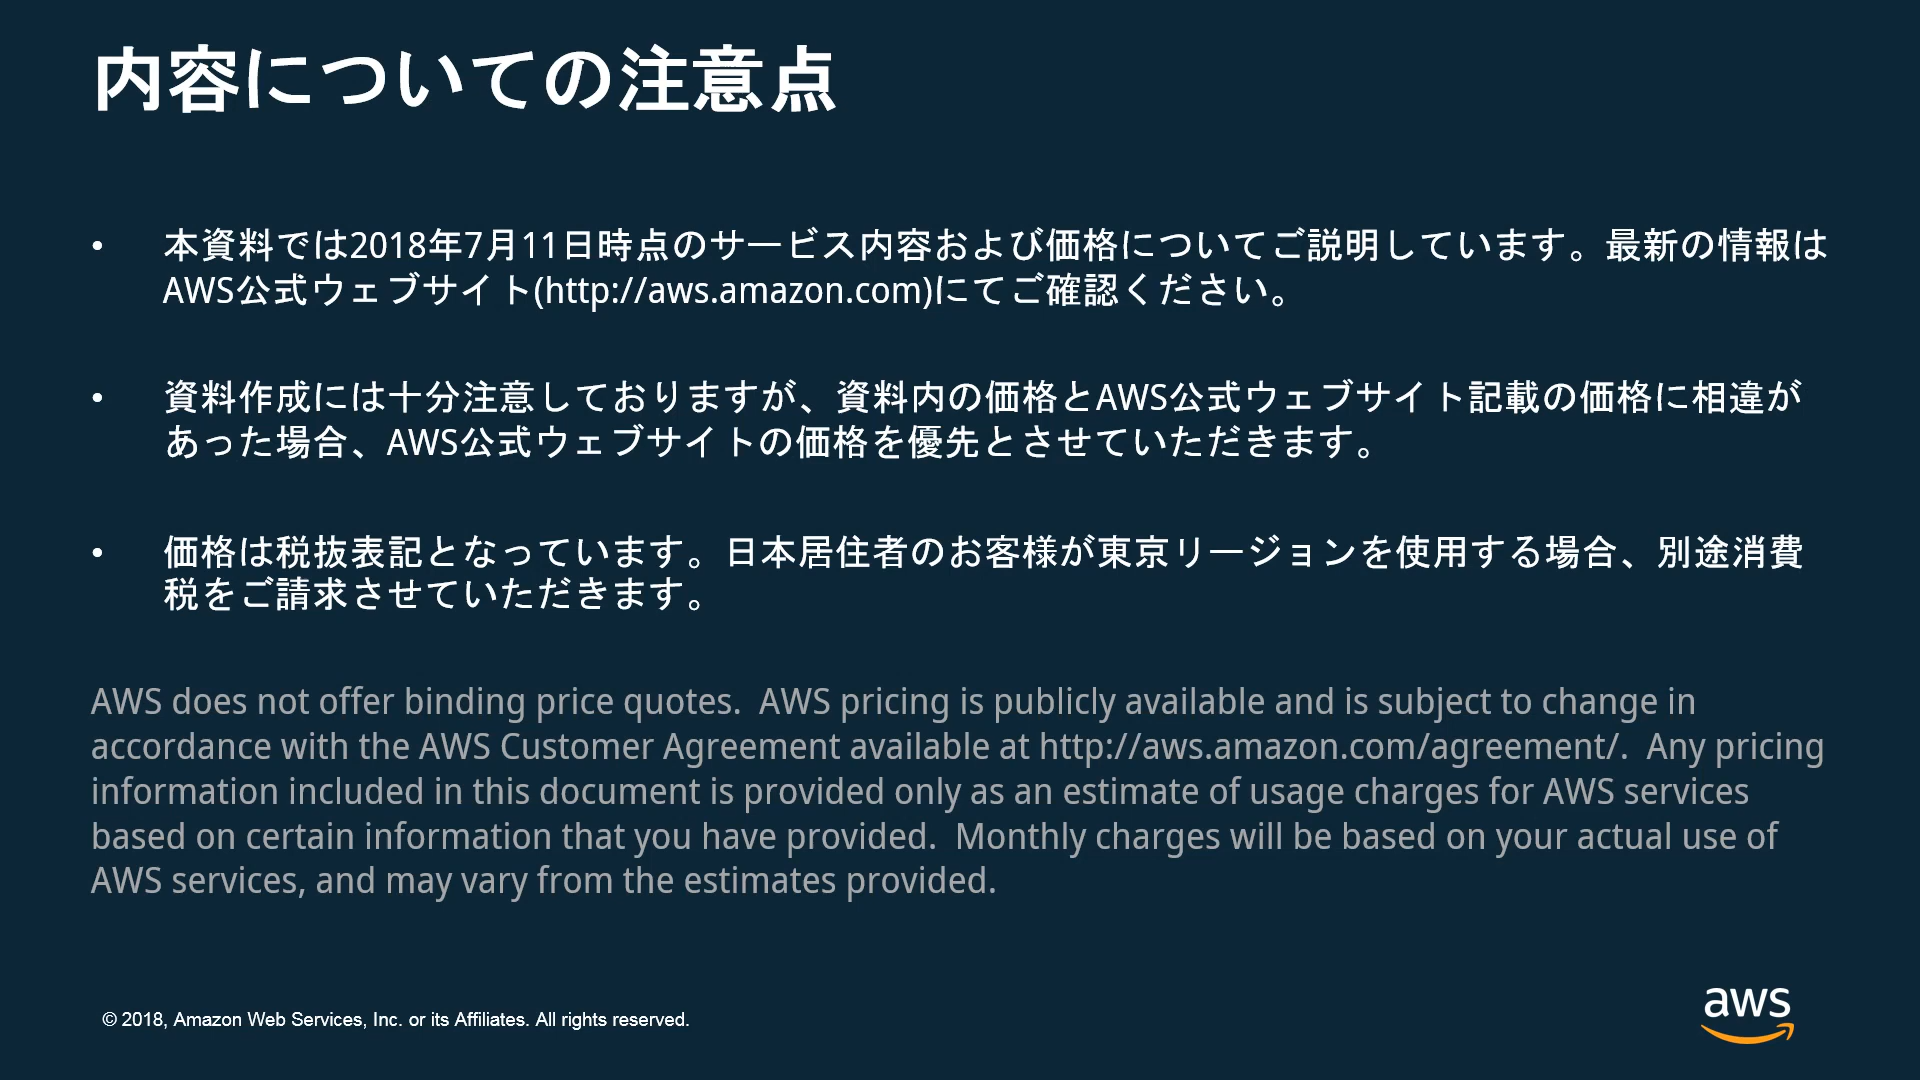 内容についての注意点
• 本資料では2018年7月11日時点のサービス内容および価格についてご説明しています。最新の情報は
AWS公式ウェブサイト(http://aws.amazon.com)にてご確認ください。
• 資料作成には十分注意しておりますが、資料内の価格とAWS公式ウェブサイト記載の価格に相違が
あった場合、AWS公式ウェブサイトの価格を優先とさせていただきます。
• 価格は税抜表記となっています。日本居住者のお客様が東京リージョンを使用する場合、別途消費
税をご請求させていただきます。
AWS does not offer binding price quotes.  AWS pricing is publicly available and is subject to change in
accordance with the AWS Customer Agreement available at http://aws.amazon.com/agreement/.  Any pricing
information included in this document is provided only as an estimate of usage charges for AWS services
based on certain information that you have provided.  Monthly charges will be based on your actual use of
AWS services, and may vary from the estimates provided.
© 2018, Amazon Web Services, Inc. or its Affiliates. All rights reserved.
aws